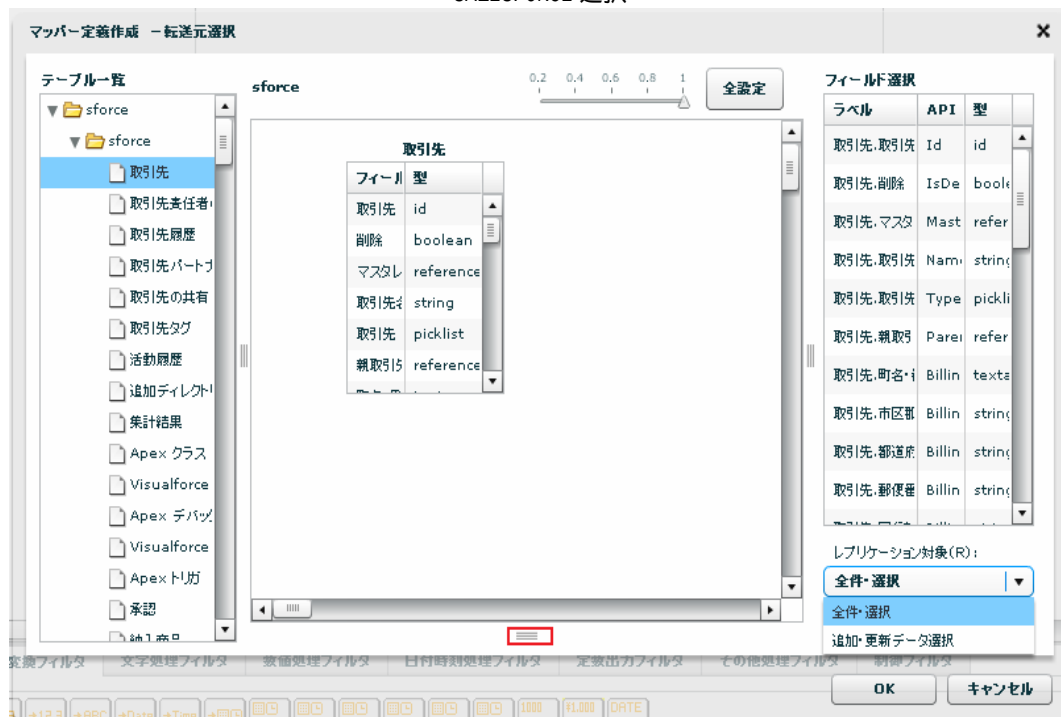 マッパー定義作成 －転送元選択
テーブル一覧
sforce
sforce
取引先
取引先責任者
取引先履歴
取引先パートナ
取引先の共有
取引先タグ
活動履歴
追加ディレクトリ
集計結果
Apex クラス
Visualforce
Apex デバッ
Visualforce
Apex トリガ
承認
納入商品
sforce
0.2 0.4 0.6 0.8 1
全設定
取引先
フィール 型
取引先 id
削除 boolean
マスタレ reference
取引先名 string
取引先 picklist
親取引先 reference
フィールド選択
ラベル API 型
取引先.取引先 Id id
取引先.削除 IsDe boole
取引先.マスタ Mast refer
取引先.取引先 Nam string
取引先.取引先 Type pickli
取引先.親取引 Parei refer
取引先.町名・ Billin texta
取引先.市区郡 Billin string
取引先.都道府 Billin string
取引先.郵便番 Billin string
レプリケーション対象(R):
全件・選択
全件・選択
追加・更新データ選択
変換フィルタ 文字処理フィルタ 数値処理フィルタ 日付時刻処理フィルタ 定数出力フィルタ その他処理フィルタ 制御フィルタ
OK キャンセル
→123 →ABC →Date →Time 1000 ¥1,000 DATE